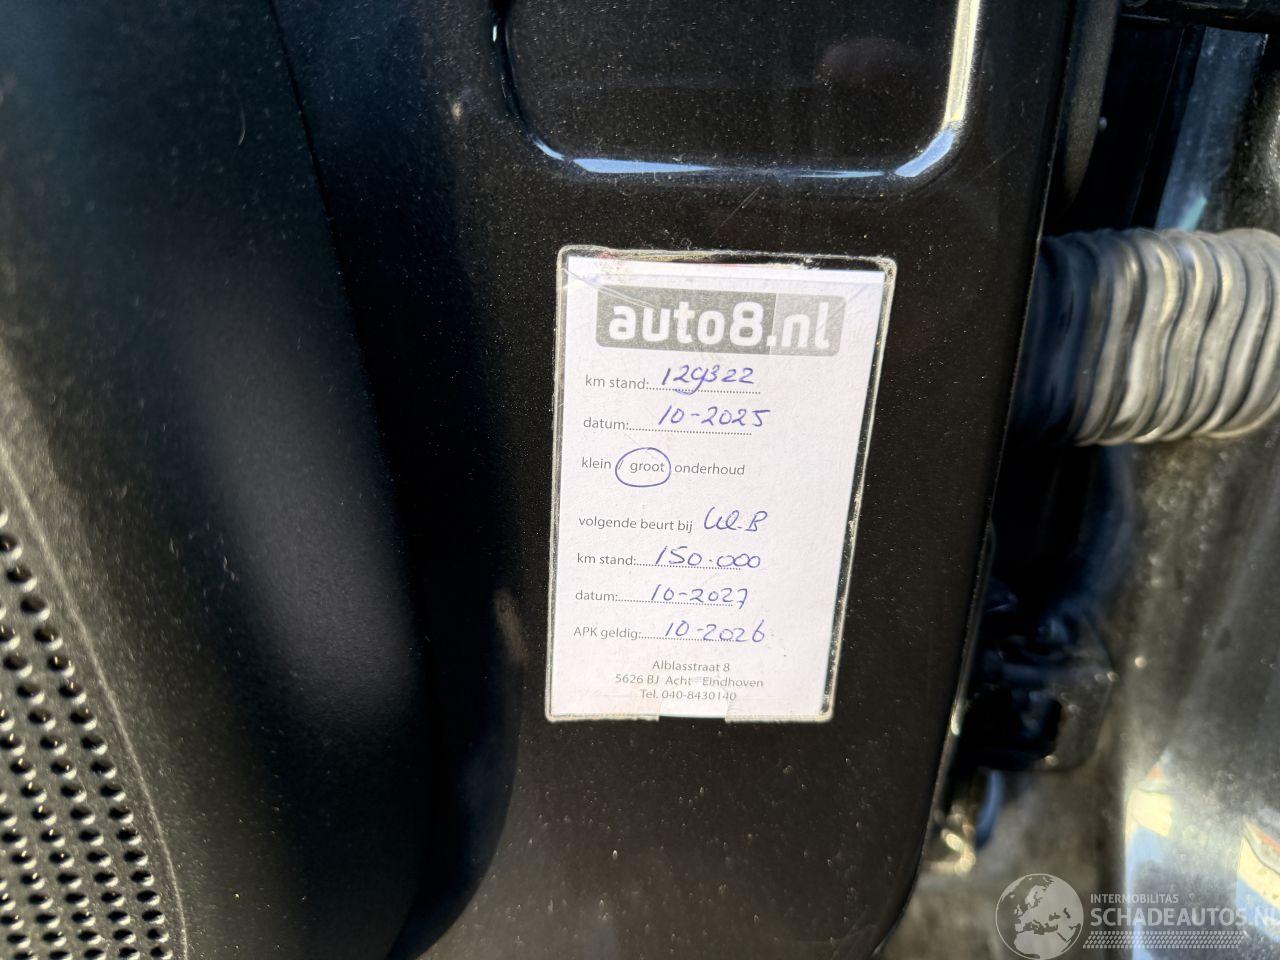 auto8.nl
km stand: 129322
datum: 10-2025
klein / groot onderhoud
volgende beurt bij Kl.B
km stand: 150.000
datum: 10-2027
APK geldig: 10-2026
Alblasstraat 8
5626 BJ Acht - Eindhoven
Tel. 040-8430140
INTERMOBILITAS
SCHADEAUTOS.NL